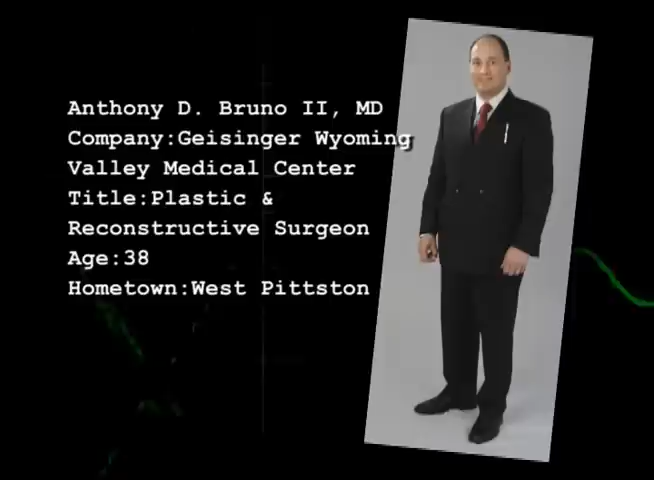 Anthony D. Bruno II, MD
Company:Geisinger Wyoming
Valley Medical Center
Title:Plastic &
Reconstructive Surgeon
Age:38
Hometown:West Pittston